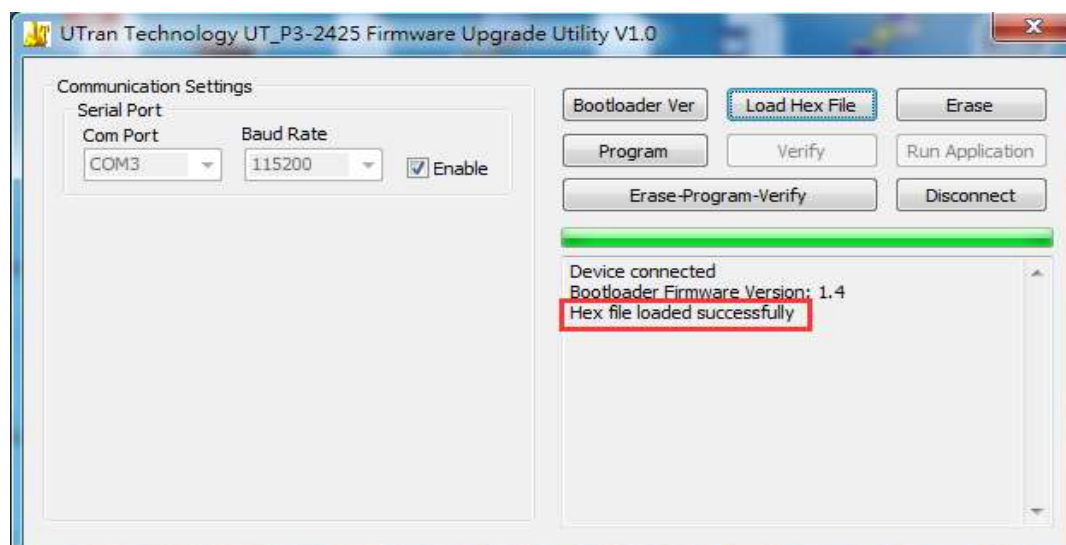 UTran Technology UT_P3-2425 Firmware Upgrade Utility V1.0
Communication Settings
Serial Port
Com Port Baud Rate
COM3 115200 Enable
Bootloader Ver Load Hex File Erase
Program Verify Run Application
Erase-Program-Verify Disconnect
Device connected
Bootloader Firmware Version: 1.4
Hex file loaded successfully